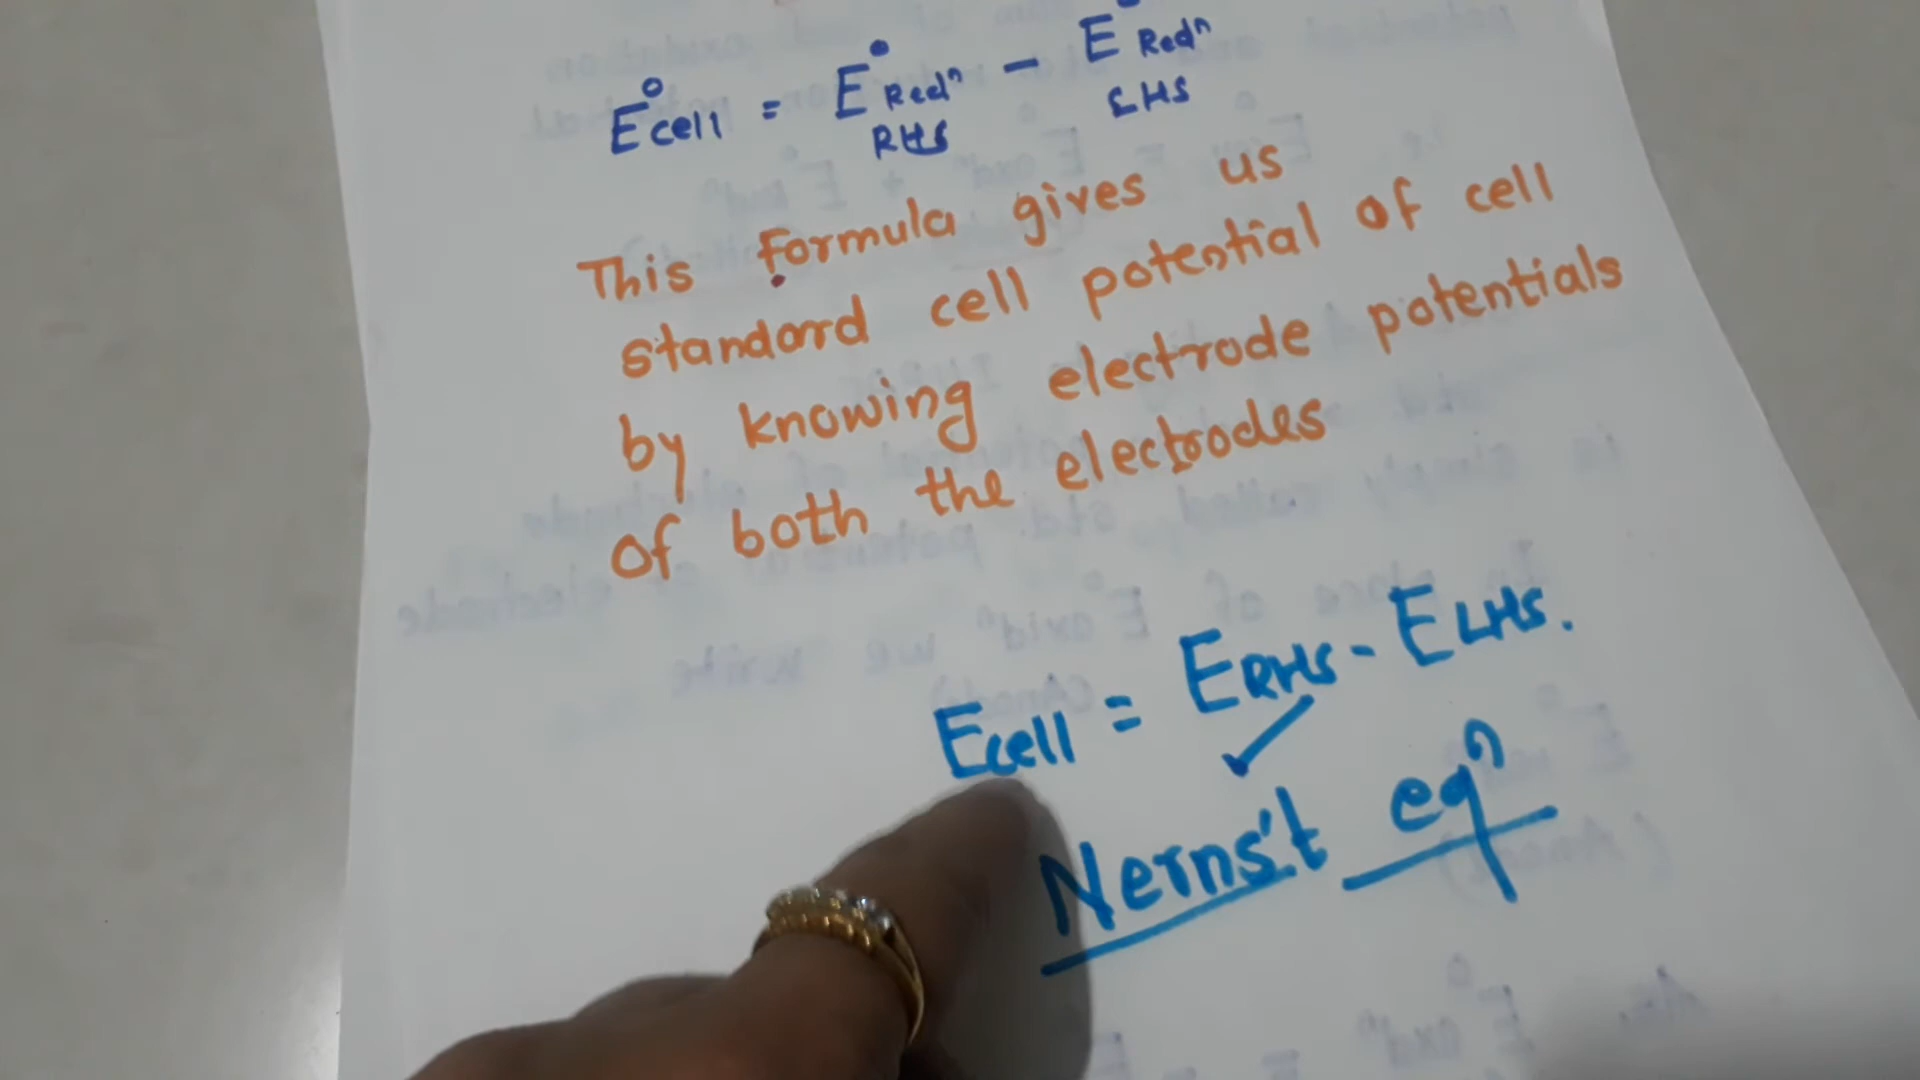 E°cell = E°Redⁿ - E°Redⁿ
RHS LHS
This formula gives us
standard cell potential of cell
by knowing electrode potentials
of both the electrodes
Ecell = ERHS - ELHS.
Nerns't eqⁿ